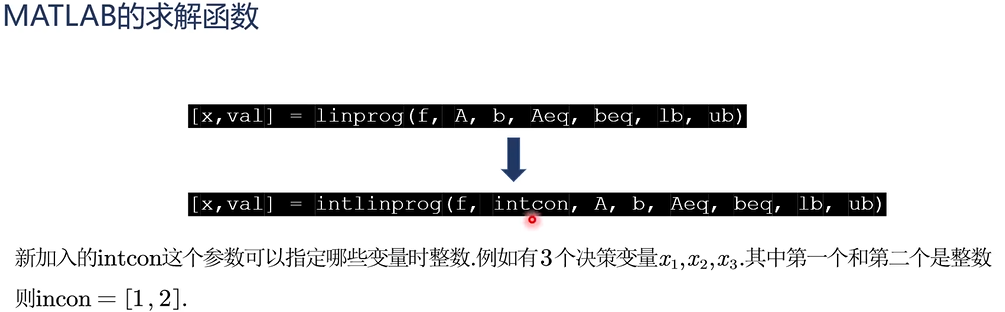 MATLAB的求解函数
[x,val] = linprog(f, A, b, Aeq, beq, lb, ub)
[x,val] = intlinprog(f, intcon, A, b, Aeq, beq, lb, ub)
新加入的intcon这个参数可以指定哪些变量时整数.例如有3个决策变量x₁,x₂,x₃.其中第一个和第二个是整数
则incon = [1,2].